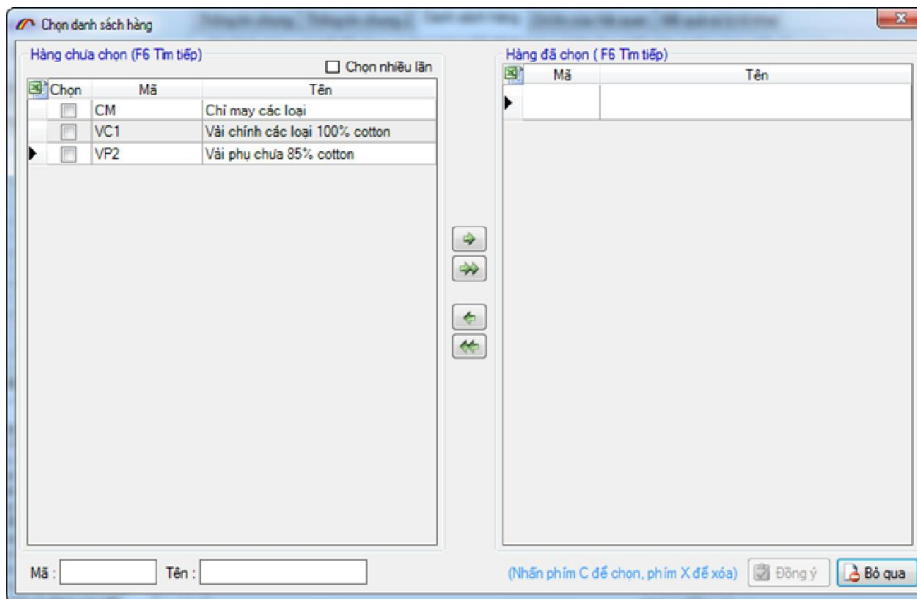 Chọn danh sách hàng
Hàng chưa chọn (F6 Tìm tiếp)
Chọn nhiều lần
Chọn Mã Tên
CM Chỉ may các loại
VC1 Vải chính các loại 100% cotton
VP2 Vải phụ chưa 85% cotton
Hàng đã chọn ( F6 Tìm tiếp)
Mã Tên
Mã : Tên :
(Nhấn phím C để chọn, phím X để xóa) Đồng ý Bỏ qua